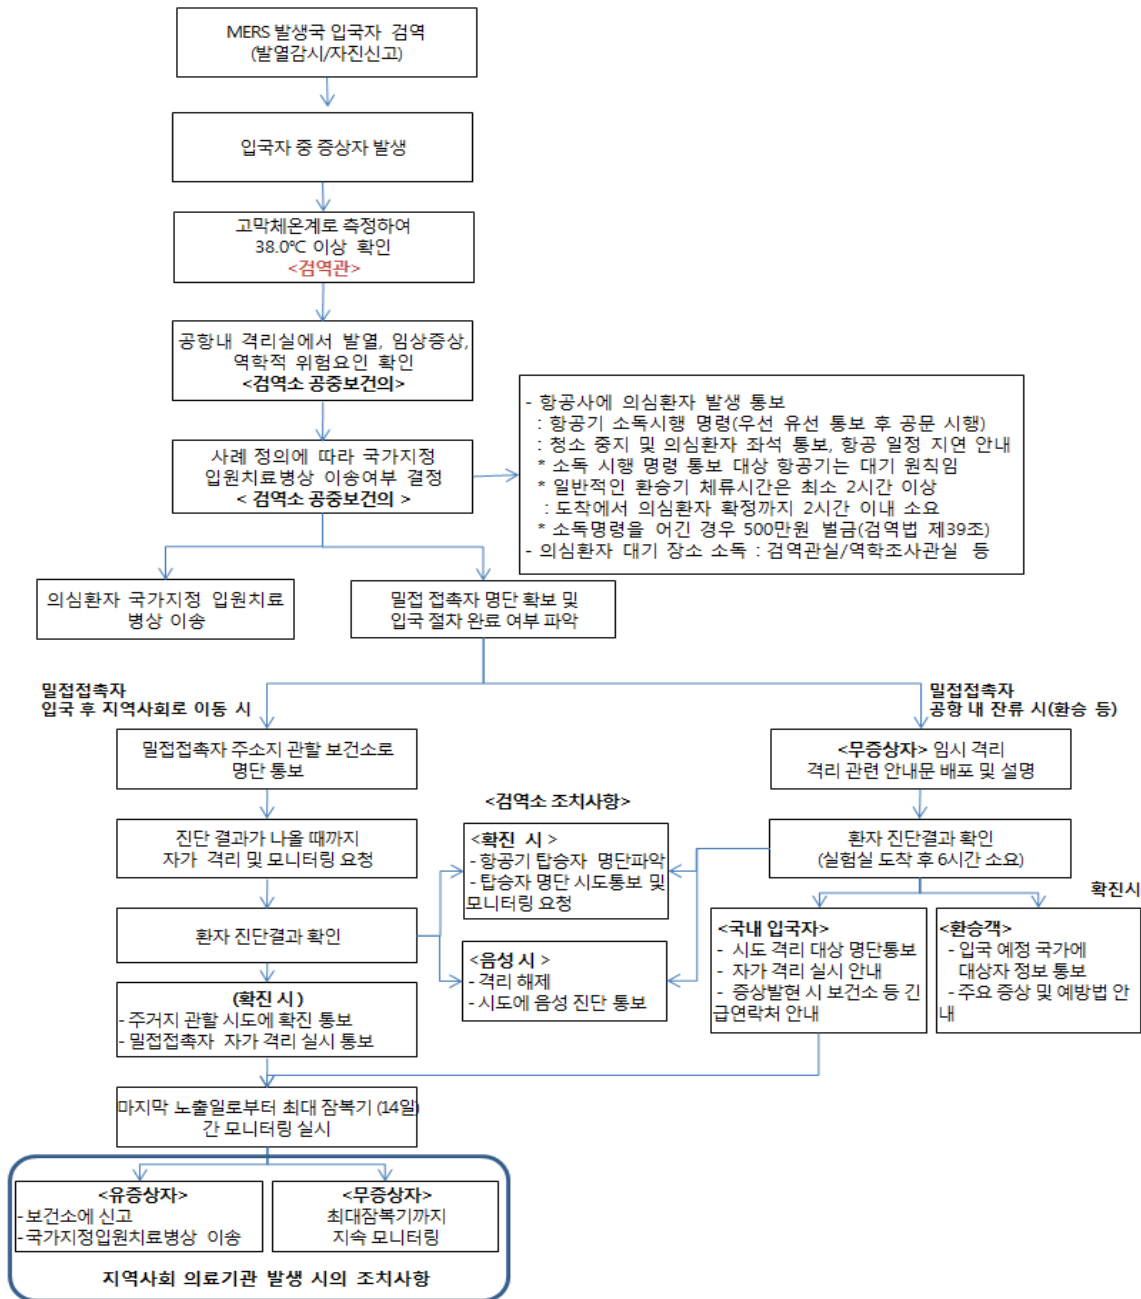 MERS 발생국 입국자 검역
(발열감시/자진신고)
입국자 중 증상자 발생
고막체온계로 측정하여
38.0℃ 이상 확인
<검역관>
공항내 격리실에서 발열, 임상증상,
역학적 위험요인 확인
<검역소 공중보건의>
사례 정의에 따라 국가지정
입원치료병상 이송여부 결정
< 검역소 공중보건의 >
- 항공사에 의심환자 발생 통보
: 항공기 소독시행 명령(우선 유선 통보 후 공문 시행)
: 청소 중지 및 의심환자 좌석 통보, 항공 일정 지연 안내
* 소독 시행 명령 통보 대상 항공기는 대기 원칙임
* 일반적인 환승기 체류시간은 최소 2시간 이상
: 도착에서 의심환자 확정까지 2시간 이내 소요
* 소독명령을 어긴 경우 500만원 벌금(검역법 제39조)
- 의심환자 대기 장소 소독 : 검역관실/역학조사관실 등
의심환자 국가지정 입원치료
병상 이송
밀접 접촉자 명단 확보 및
입국 절차 완료 여부 파악
밀접접촉자
입국 후 지역사회로 이동 시
밀접접촉자
공항 내 잔류 시(환승 등)
밀접접촉자 주소지 관할 보건소로
명단 통보
<무증상자> 임시 격리
격리 관련 안내문 배포 및 설명
진단 결과가 나올 때까지
자가 격리 및 모니터링 요청
<검역소 조치사항>
<확진 시 >
- 항공기 탑승자 명단파악
- 탑승자 명단 시도통보 및
모니터링 요청
환자 진단결과 확인
(실험실 도착 후 6시간 소요)
확진시
환자 진단결과 확인
<음성 시 >
- 격리 해제
- 시도에 음성 진단 통보
<국내 입국자>
- 시도 격리 대상 명단통보
- 자가 격리 실시 안내
- 증상발현 시 보건소 등 긴
급연락처 안내
<환승객>
- 입국 예정 국가에
대상자 정보 통보
- 주요 증상 및 예방법 안
내
(확진 시 )
- 주거지 관할 시도에 확진 통보
- 밀접접촉자 자가 격리 실시 통보
마지막 노출일로부터 최대 잠복기 (14일)
간 모니터링 실시
<유증상자>
- 보건소에 신고
- 국가지정입원치료병상 이송
<무증상자>
최대잠복기까지
지속 모니터링
지역사회 의료기관 발생 시의 조치사항